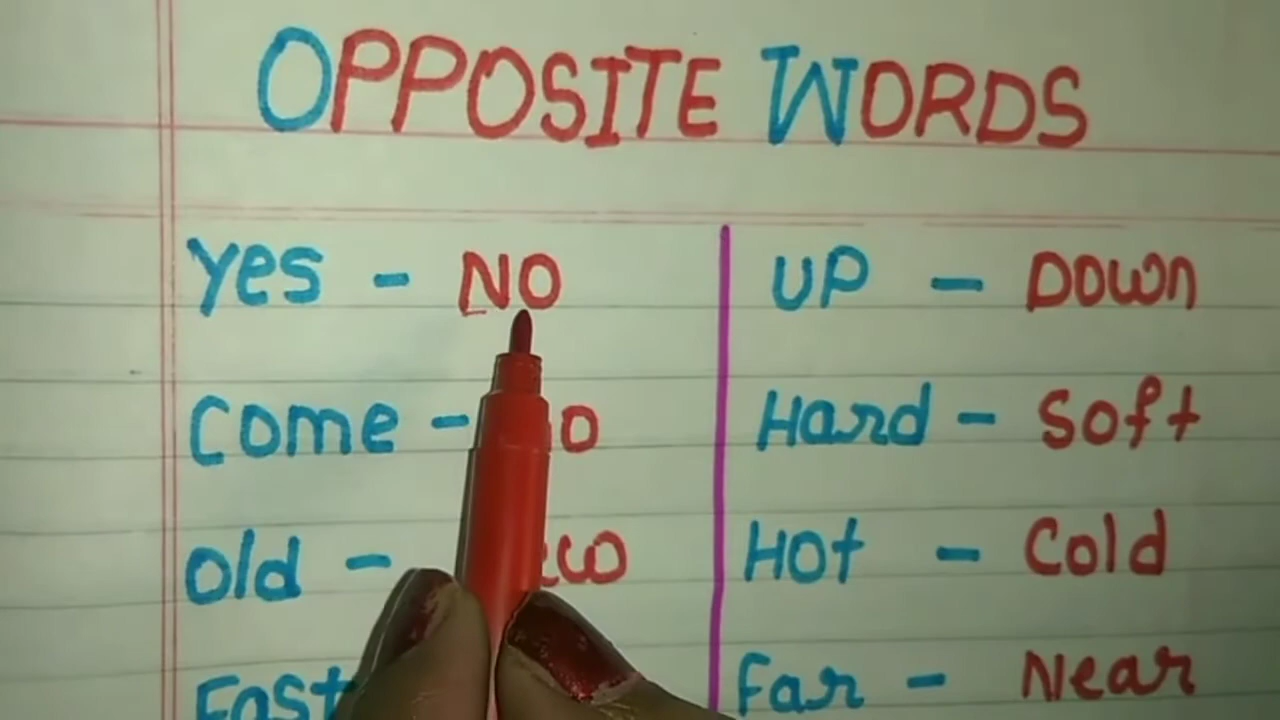 OPPOSITE WORDS
Yes - NO
UP - DOWN
Come -
Hard - Soft
Old -
Hot - Cold
Fast
Far - Near